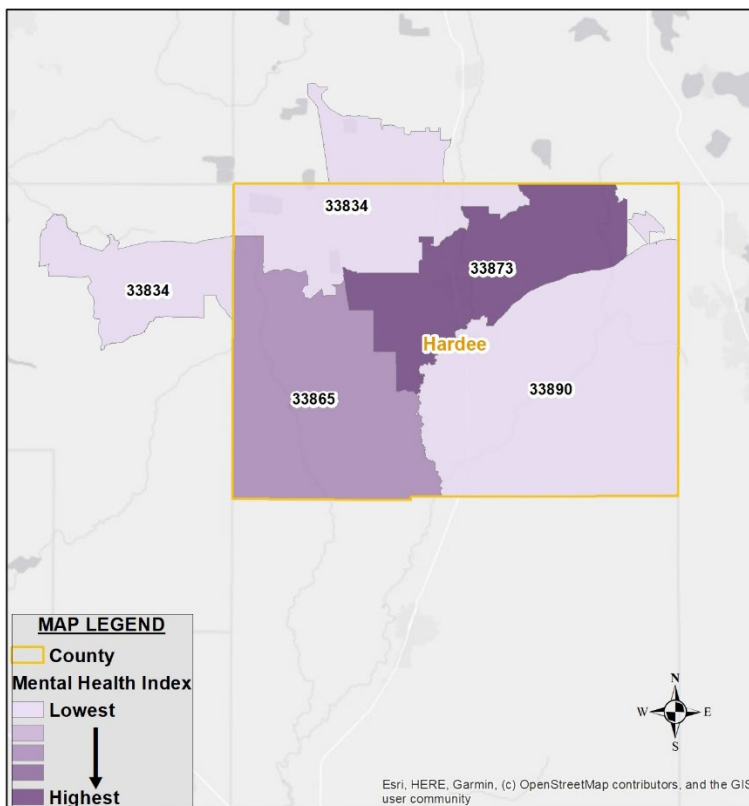 33834
33834
33873
Hardee
33890
33865
MAP LEGEND
County
Mental Health Index
Lowest
Highest
N
W E
S
Esri, HERE, Garmin, (c) OpenStreetMap contributors, and the GIS
user community